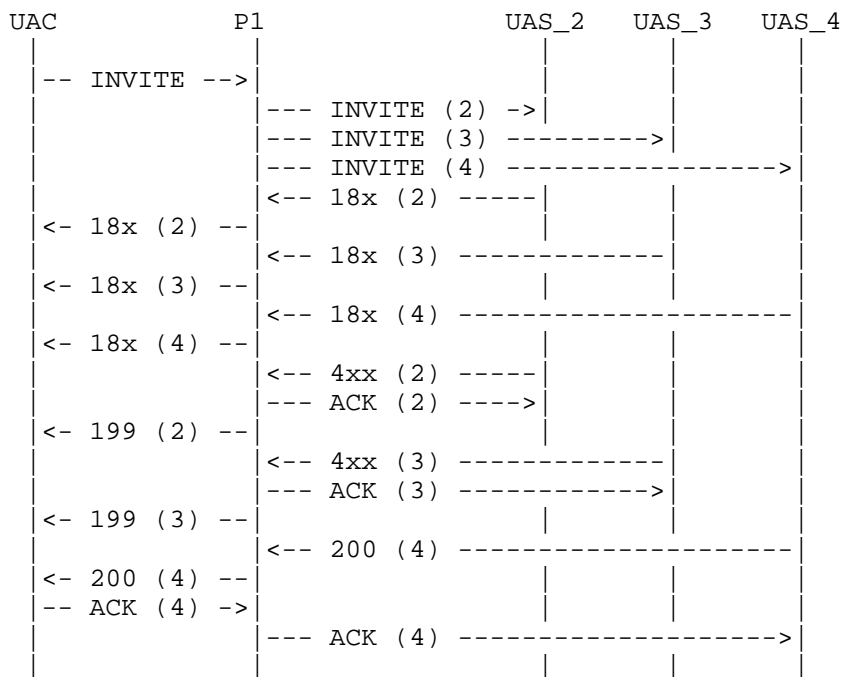 UAC P1 UAS_2 UAS_3 UAS_4
-- INVITE -->
--- INVITE (2) ->
--- INVITE (3) --------->
--- INVITE (4) ----------------->
<-- 18x (2) -----
<- 18x (2) --
<-- 18x (3) -------------
<- 18x (3) --
<-- 18x (4) ---------------------
<- 18x (4) --
<-- 4xx (2) -----
--- ACK (2) ---->
<- 199 (2) --
<-- 4xx (3) -------------
--- ACK (3) ------------>
<- 199 (3) --
<-- 200 (4) ---------------------
<- 200 (4) --
-- ACK (4) ->
--- ACK (4) -------------------->